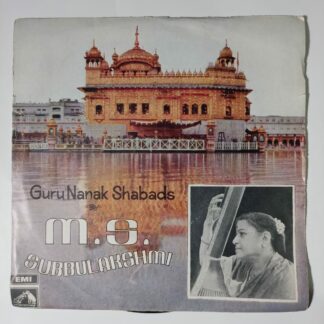 Guru Nanak Shabads
M.S.
SUBBULAKSHMI
EMI